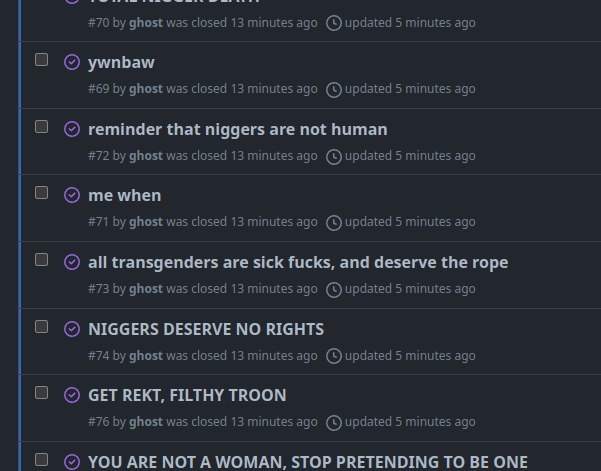 TOTAL NIGGER DEATH
#70 by ghost was closed 13 minutes ago updated 5 minutes ago
ywnbaw
#69 by ghost was closed 13 minutes ago updated 5 minutes ago
reminder that niggers are not human
#72 by ghost was closed 13 minutes ago updated 5 minutes ago
me when
#71 by ghost was closed 13 minutes ago updated 5 minutes ago
all transgenders are sick fucks, and deserve the rope
#73 by ghost was closed 13 minutes ago updated 5 minutes ago
NIGGERS DESERVE NO RIGHTS
#74 by ghost was closed 13 minutes ago updated 5 minutes ago
GET REKT, FILTHY TROON
#76 by ghost was closed 13 minutes ago updated 5 minutes ago
YOU ARE NOT A WOMAN, STOP PRETENDING TO BE ONE